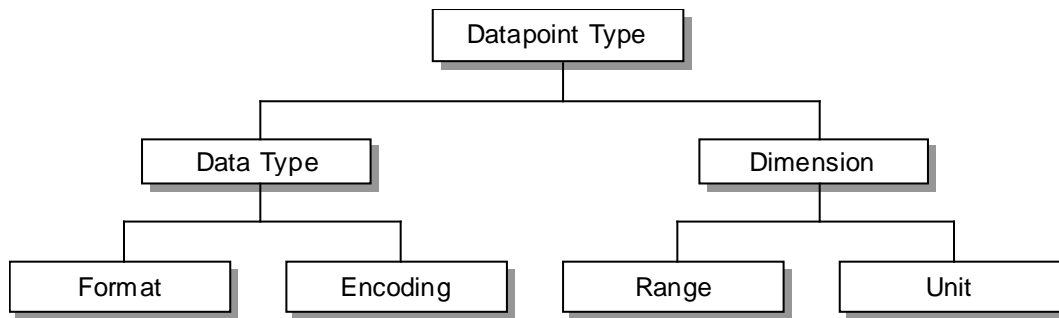 Datapoint Type
Data Type
Dimension
Format
Encoding
Range
Unit